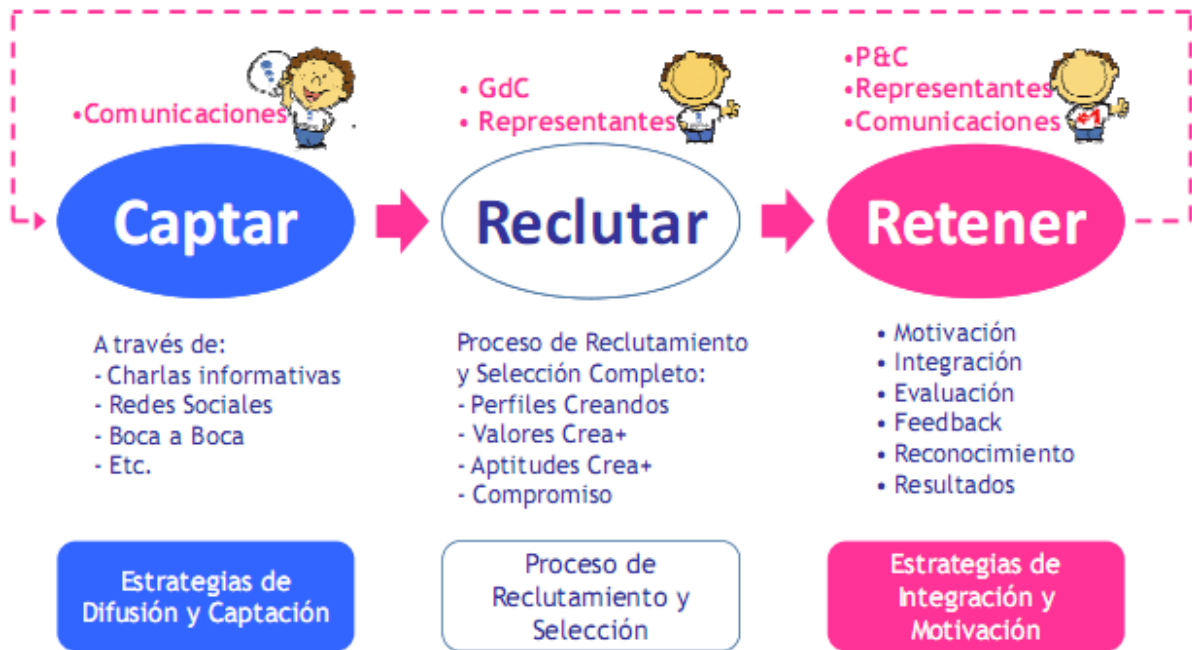 •Comunicaciones
• GdC
• Representantes
•P&C
•Representantes
•Comunicaciones
#1
Captar
Reclutar
Retener
A través de:
- Charlas informativas
- Redes Sociales
- Boca a Boca
- Etc.
Proceso de Reclutamiento
y Selección Completo:
- Perfiles Creandos
- Valores Crea+
- Aptitudes Crea+
- Compromiso
• Motivación
• Integración
• Evaluación
• Feedback
• Reconocimiento
• Resultados
Estrategias de
Difusión y Captación
Proceso de
Reclutamiento y
Selección
Estrategias de
Integración y
Motivación